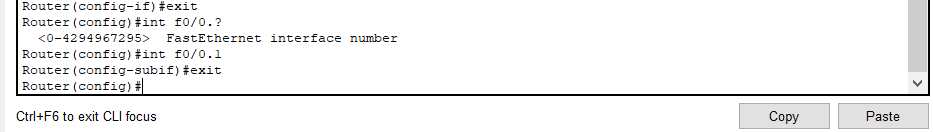 Router(config-if)#exit
Router(config)#int f0/0.?
<0-4294967295>  FastEthernet interface number
Router(config)#int f0/0.1
Router(config-subif)#exit
Router(config)#
Ctrl+F6 to exit CLI focus
Copy
Paste